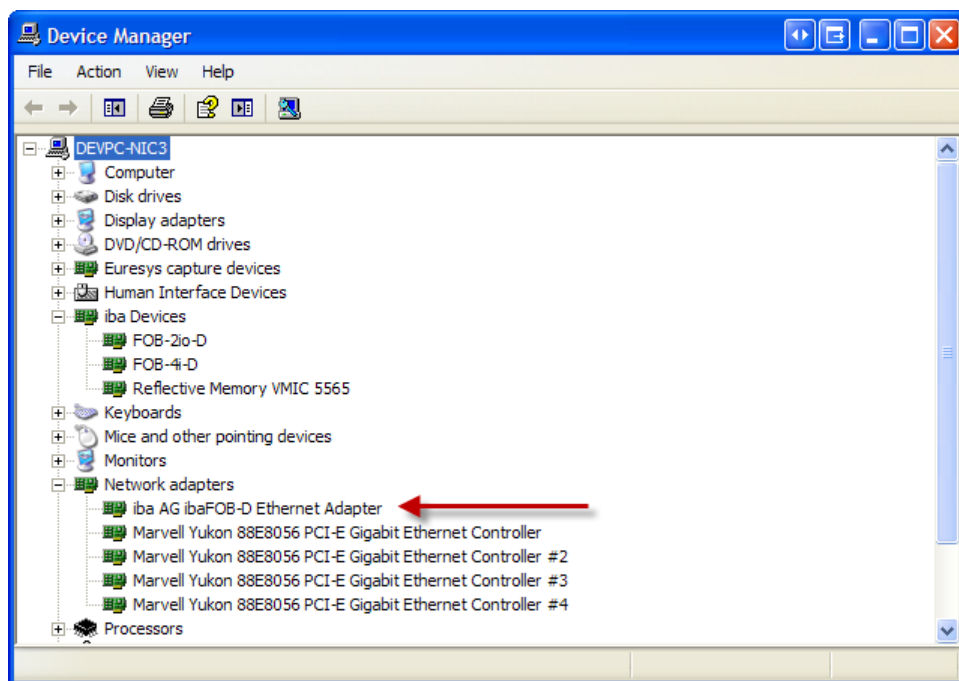 Device Manager
File Action View Help
DEVPC-NIC3
Computer
Disk drives
Display adapters
DVD/CD-ROM drives
Euresys capture devices
Human Interface Devices
iba Devices
FOB-2io-D
FOB-4i-D
Reflective Memory VMIC 5565
Keyboards
Mice and other pointing devices
Monitors
Network adapters
iba AG ibaFOB-D Ethernet Adapter
Marvell Yukon 88E8056 PCI-E Gigabit Ethernet Controller
Marvell Yukon 88E8056 PCI-E Gigabit Ethernet Controller #2
Marvell Yukon 88E8056 PCI-E Gigabit Ethernet Controller #3
Marvell Yukon 88E8056 PCI-E Gigabit Ethernet Controller #4
Processors